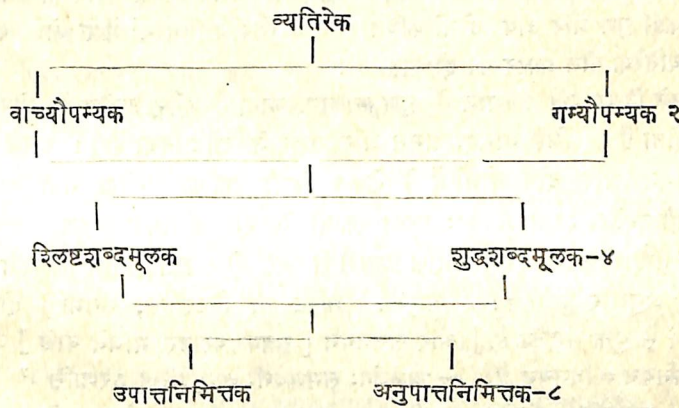 व्यतिरेक
वाच्यौपम्यक गम्यौपम्यक २
श्लिष्टशब्दमूलक शुद्धशब्दमूलक-४
उपात्तनिमित्तक अनुपात्तनिमित्तक-८